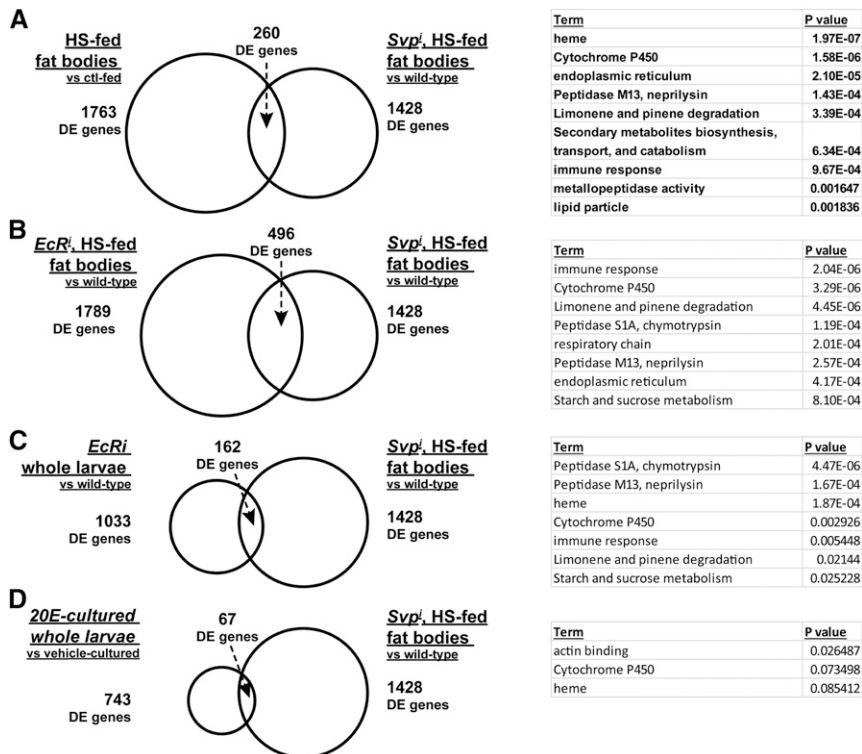 A
HS-fed
fat bodies
vs ctl-fed
1763
DE genes
260
DE genes
Svpⁱ, HS-fed
fat bodies
vs wild-type
1428
DE genes
Term P value
heme 1.97E-07
Cytochrome P450 1.58E-06
endoplasmic reticulum 2.10E-05
Peptidase M13, neprilysin 1.43E-04
Limonene and pinene degradation 3.39E-04
Secondary metabolites biosynthesis,
transport, and catabolism 6.34E-04
immune response 9.67E-04
metallopeptidase activity 0.001647
lipid particle 0.001836
B
EcRⁱ, HS-fed
fat bodies
vs wild-type
1789
DE genes
496
DE genes
Svpⁱ, HS-fed
fat bodies
vs wild-type
1428
DE genes
Term P value
immune response 2.04E-06
Cytochrome P450 3.29E-06
Limonene and pinene degradation 4.45E-06
Peptidase S1A, chymotrypsin 1.19E-04
respiratory chain 2.01E-04
Peptidase M13, neprilysin 2.57E-04
endoplasmic reticulum 4.17E-04
Starch and sucrose metabolism 8.10E-04
C
EcRi
whole larvae
vs wild-type
1033
DE genes
162
DE genes
Svpⁱ, HS-fed
fat bodies
vs wild-type
1428
DE genes
Term P value
Peptidase S1A, chymotrypsin 4.47E-06
Peptidase M13, neprilysin 1.67E-04
heme 1.87E-04
Cytochrome P450 0.002926
immune response 0.005448
Limonene and pinene degradation 0.02144
Starch and sucrose metabolism 0.025228
D
20E-cultured
whole larvae
vs vehicle-cultured
743
DE genes
67
DE genes
Svpⁱ, HS-fed
fat bodies
vs wild-type
1428
DE genes
Term P value
actin binding 0.026487
Cytochrome P450 0.073498
heme 0.085412